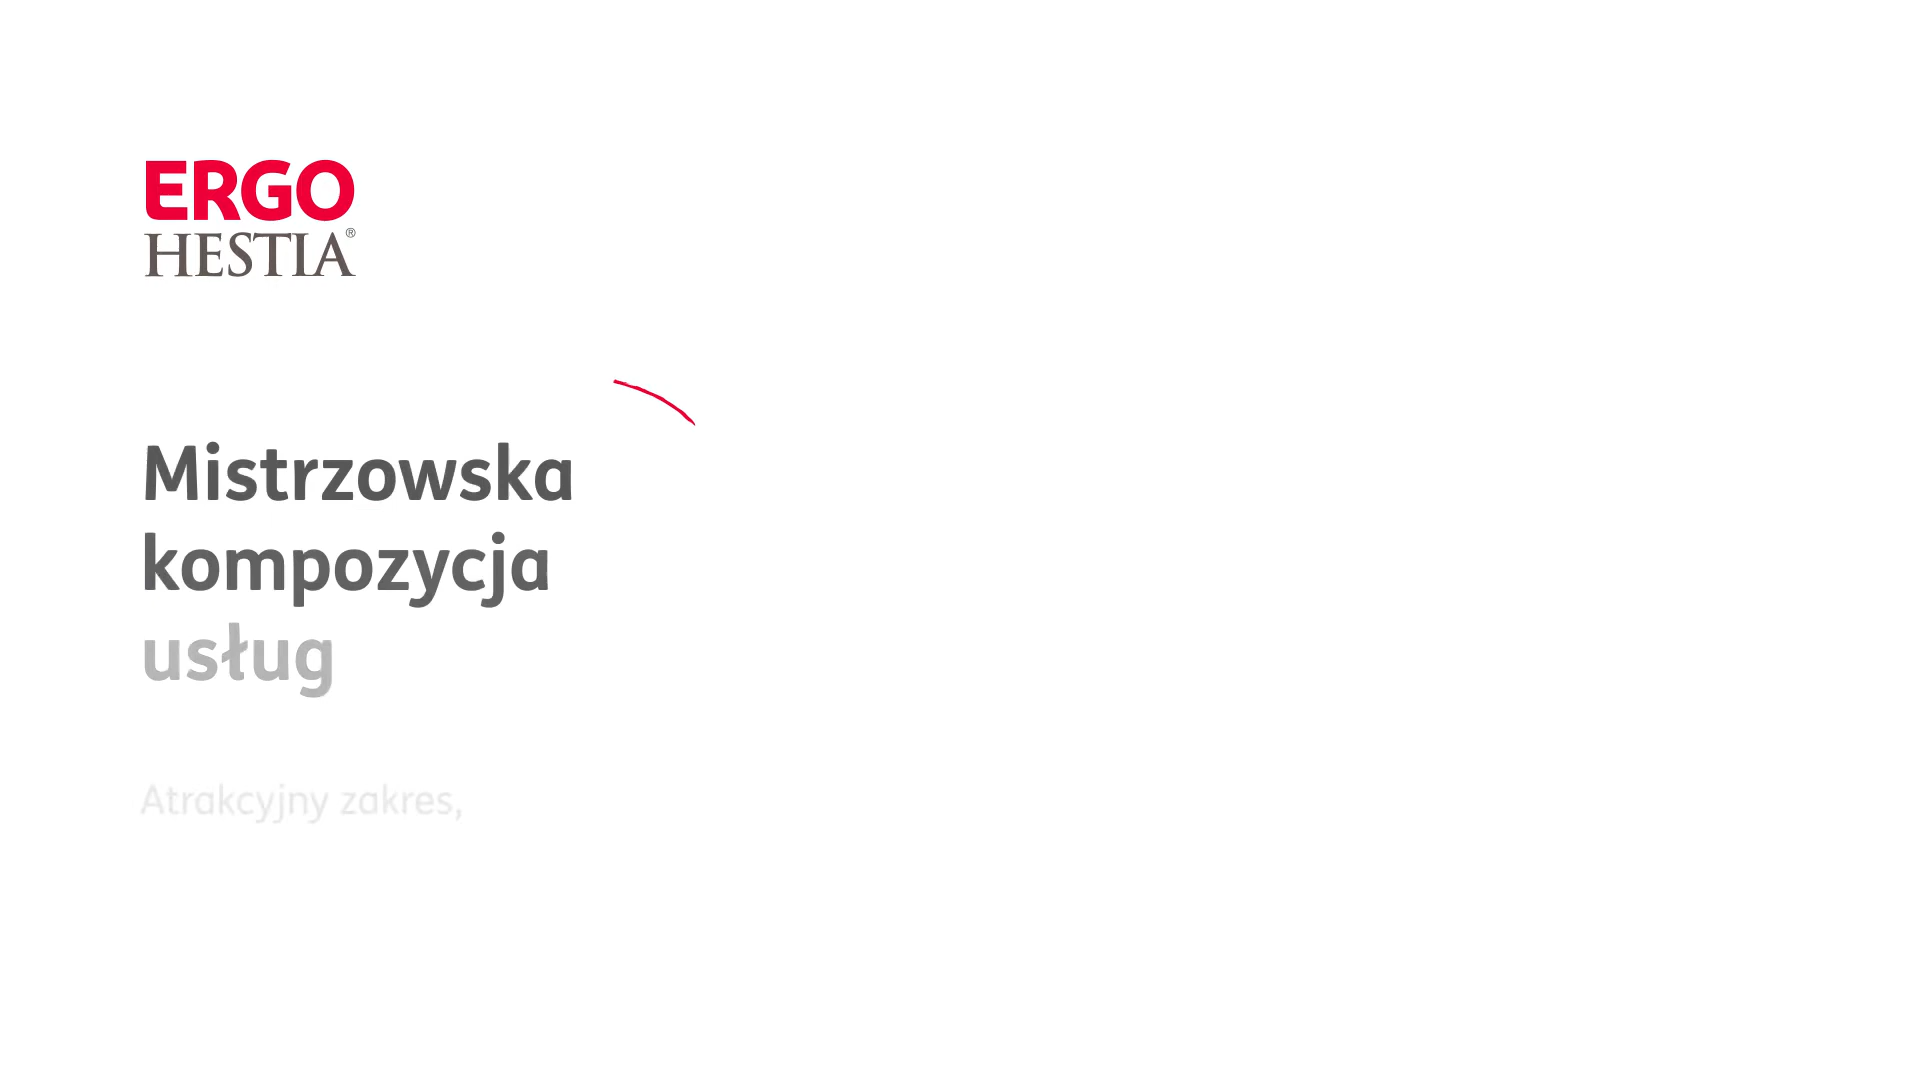 ERGO
HESTIA®
Mistrzowska
kompozycja
usług
Atrakcyjny zakres,